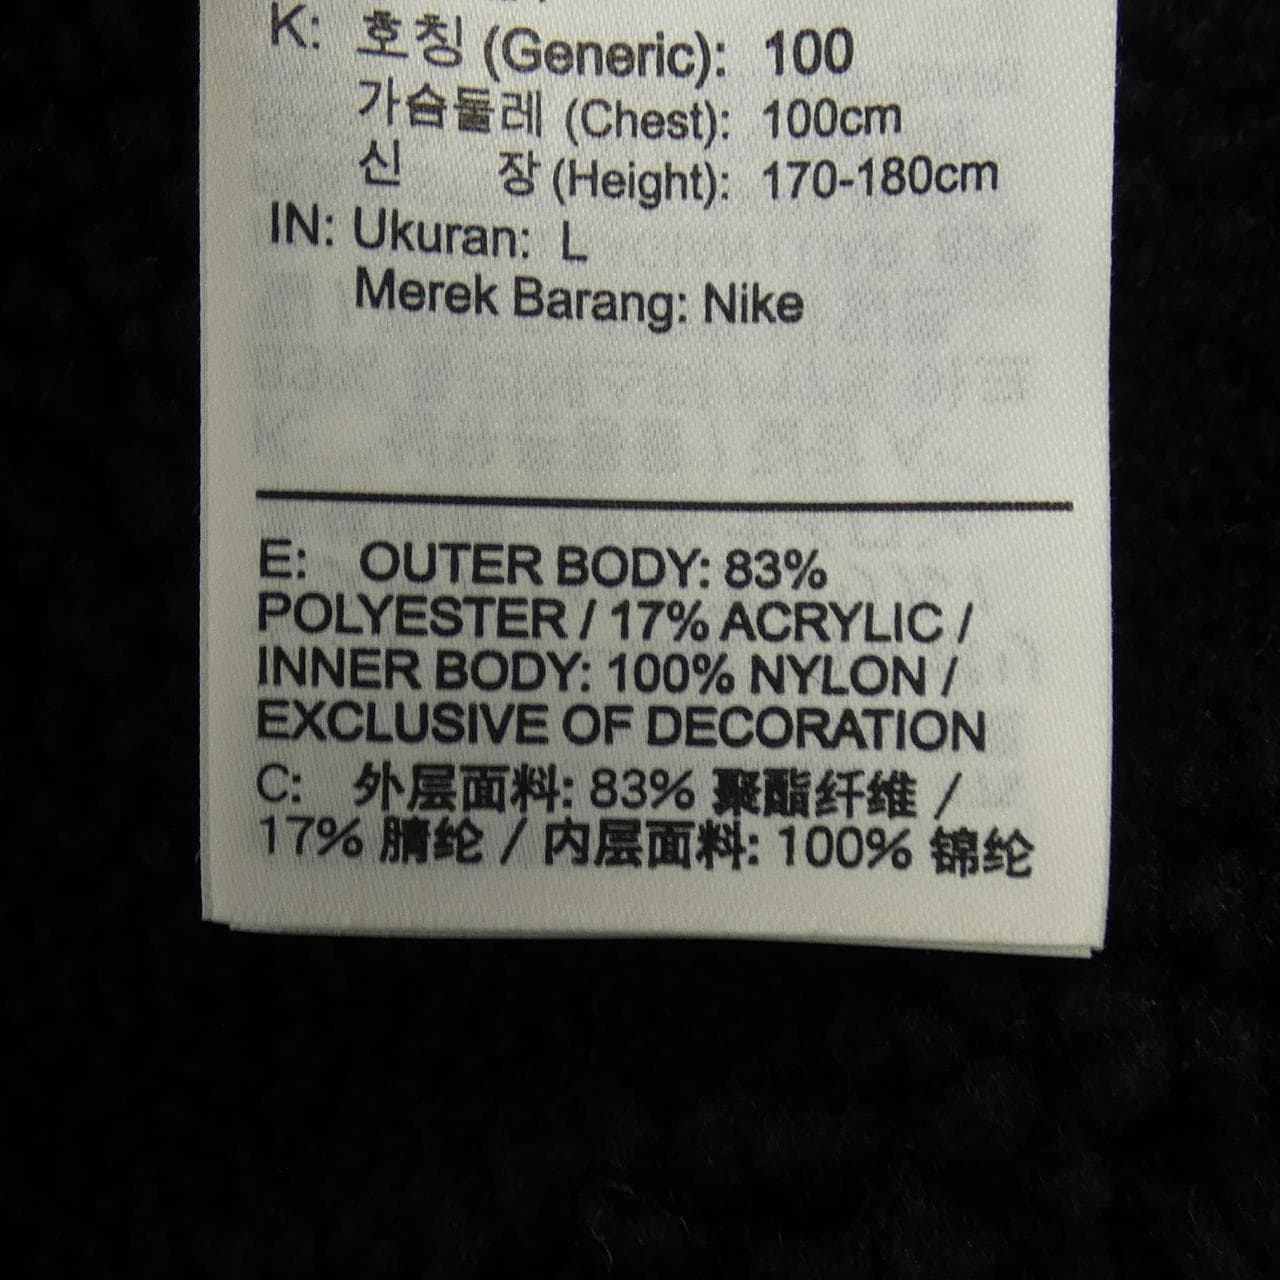 K: 호칭 (Generic): 100
가슴둘레 (Chest): 100cm
신 장 (Height): 170-180cm
IN: Ukuran: L
Merek Barang: Nike
E: OUTER BODY: 83%
POLYESTER / 17% ACRYLIC /
INNER BODY: 100% NYLON /
EXCLUSIVE OF DECORATION
C: 外层面料: 83% 聚酯纤维 /
17% 腈纶 / 内层面料: 100% 锦纶